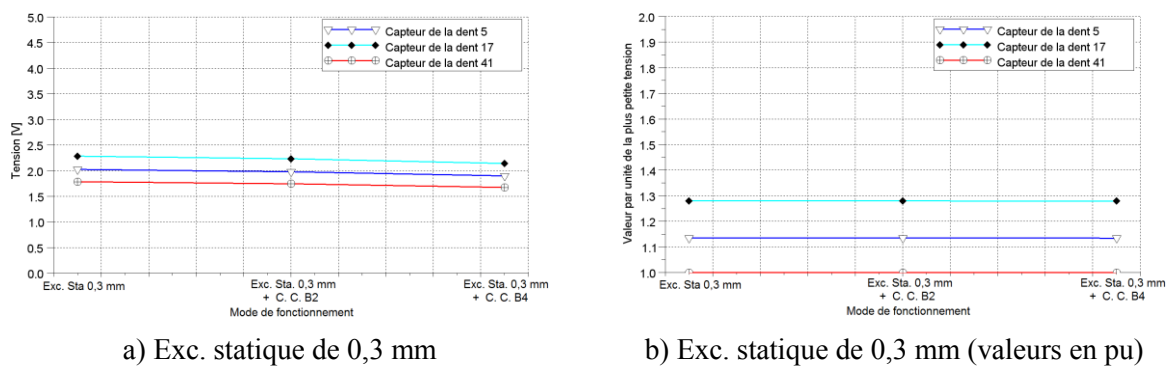 5.0
4.5
4.0
3.5
3.0
2.5
2.0
1.5
1.0
0.5
0.0
Tension [V]
Capteur de la dent 5
Capteur de la dent 17
Capteur de la dent 41
Exc. Sta 0,3 mm
Exc. Sta. 0,3 mm
+ C. C. B2
Exc. Sta. 0,3 mm
+ C. C. B4
Mode de fonctionnement
a) Exc. statique de 0,3 mm
2.0
1.9
1.8
1.7
1.6
1.5
1.4
1.3
1.2
1.1
1.0
Valeur par unité de la plus petite tension
Capteur de la dent 5
Capteur de la dent 17
Capteur de la dent 41
Exc. Sta 0,3 mm
Exc. Sta. 0,3 mm
+ C. C. B2
Exc. Sta. 0,3 mm
+ C. C. B4
Mode de fonctionnement
b) Exc. statique de 0,3 mm (valeurs en pu)